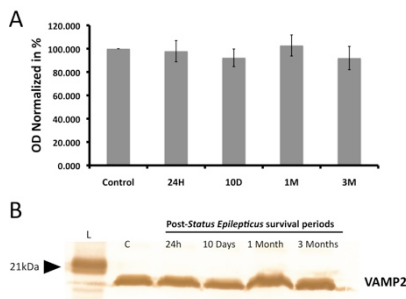 A
OD Normalized in %
120.000
100.000
80.000
60.000
40.000
20.000
0.000
Control 24H 10D 1M 3M
B
Post-Status Epilepticus survival periods
L
C 24h 10 Days 1 Month 3 Months
21kDa
VAMP2